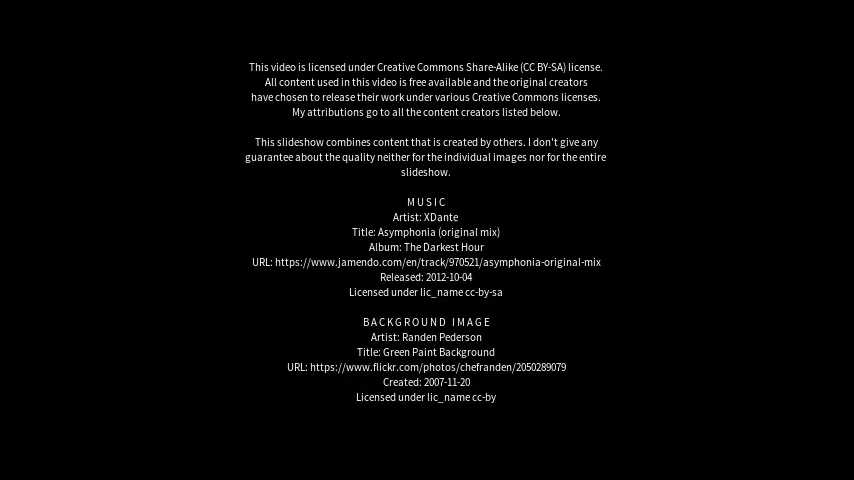 This video is licensed under Creative Commons Share-Alike (CC BY-SA) license.
All content used in this video is free available and the original creators
have chosen to release their work under various Creative Commons licenses.
My attributions go to all the content creators listed below.
This slideshow combines content that is created by others. I don't give any
guarantee about the quality neither for the individual images nor for the entire
slideshow.
MUSIC
Artist: XDante
Title: Asymphonia (original mix)
Album: The Darkest Hour
URL: https://www.jamendo.com/en/track/970521/asymphonia-original-mix
Released: 2012-10-04
Licensed under lic_name cc-by-sa
BACKGROUND IMAGE
Artist: Randen Pederson
Title: Green Paint Background
URL: https://www.flickr.com/photos/chefranden/2050289079
Created: 2007-11-20
Licensed under lic_name cc-by